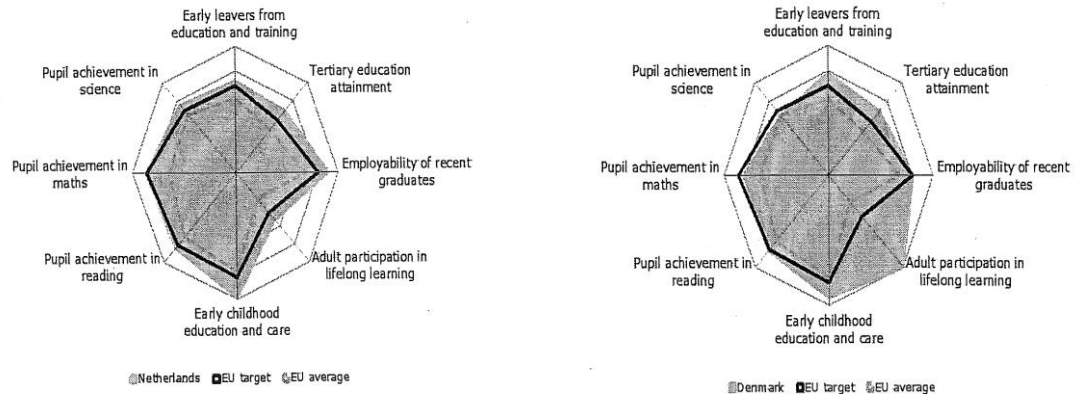 Early leavers from
education and training
Tertiary education
attainment
Employability of recent
graduates
Adult participation in
lifelong learning
Early childhood
education and care
Pupil achievement in
reading
Pupil achievement in
maths
Pupil achievement in
science
Netherlands EU target EU average
Early leavers from
education and training
Tertiary education
attainment
Employability of recent
graduates
Adult participation in
lifelong learning
Early childhood
education and care
Pupil achievement in
reading
Pupil achievement in
maths
Pupil achievement in
science
Denmark EU target EU average